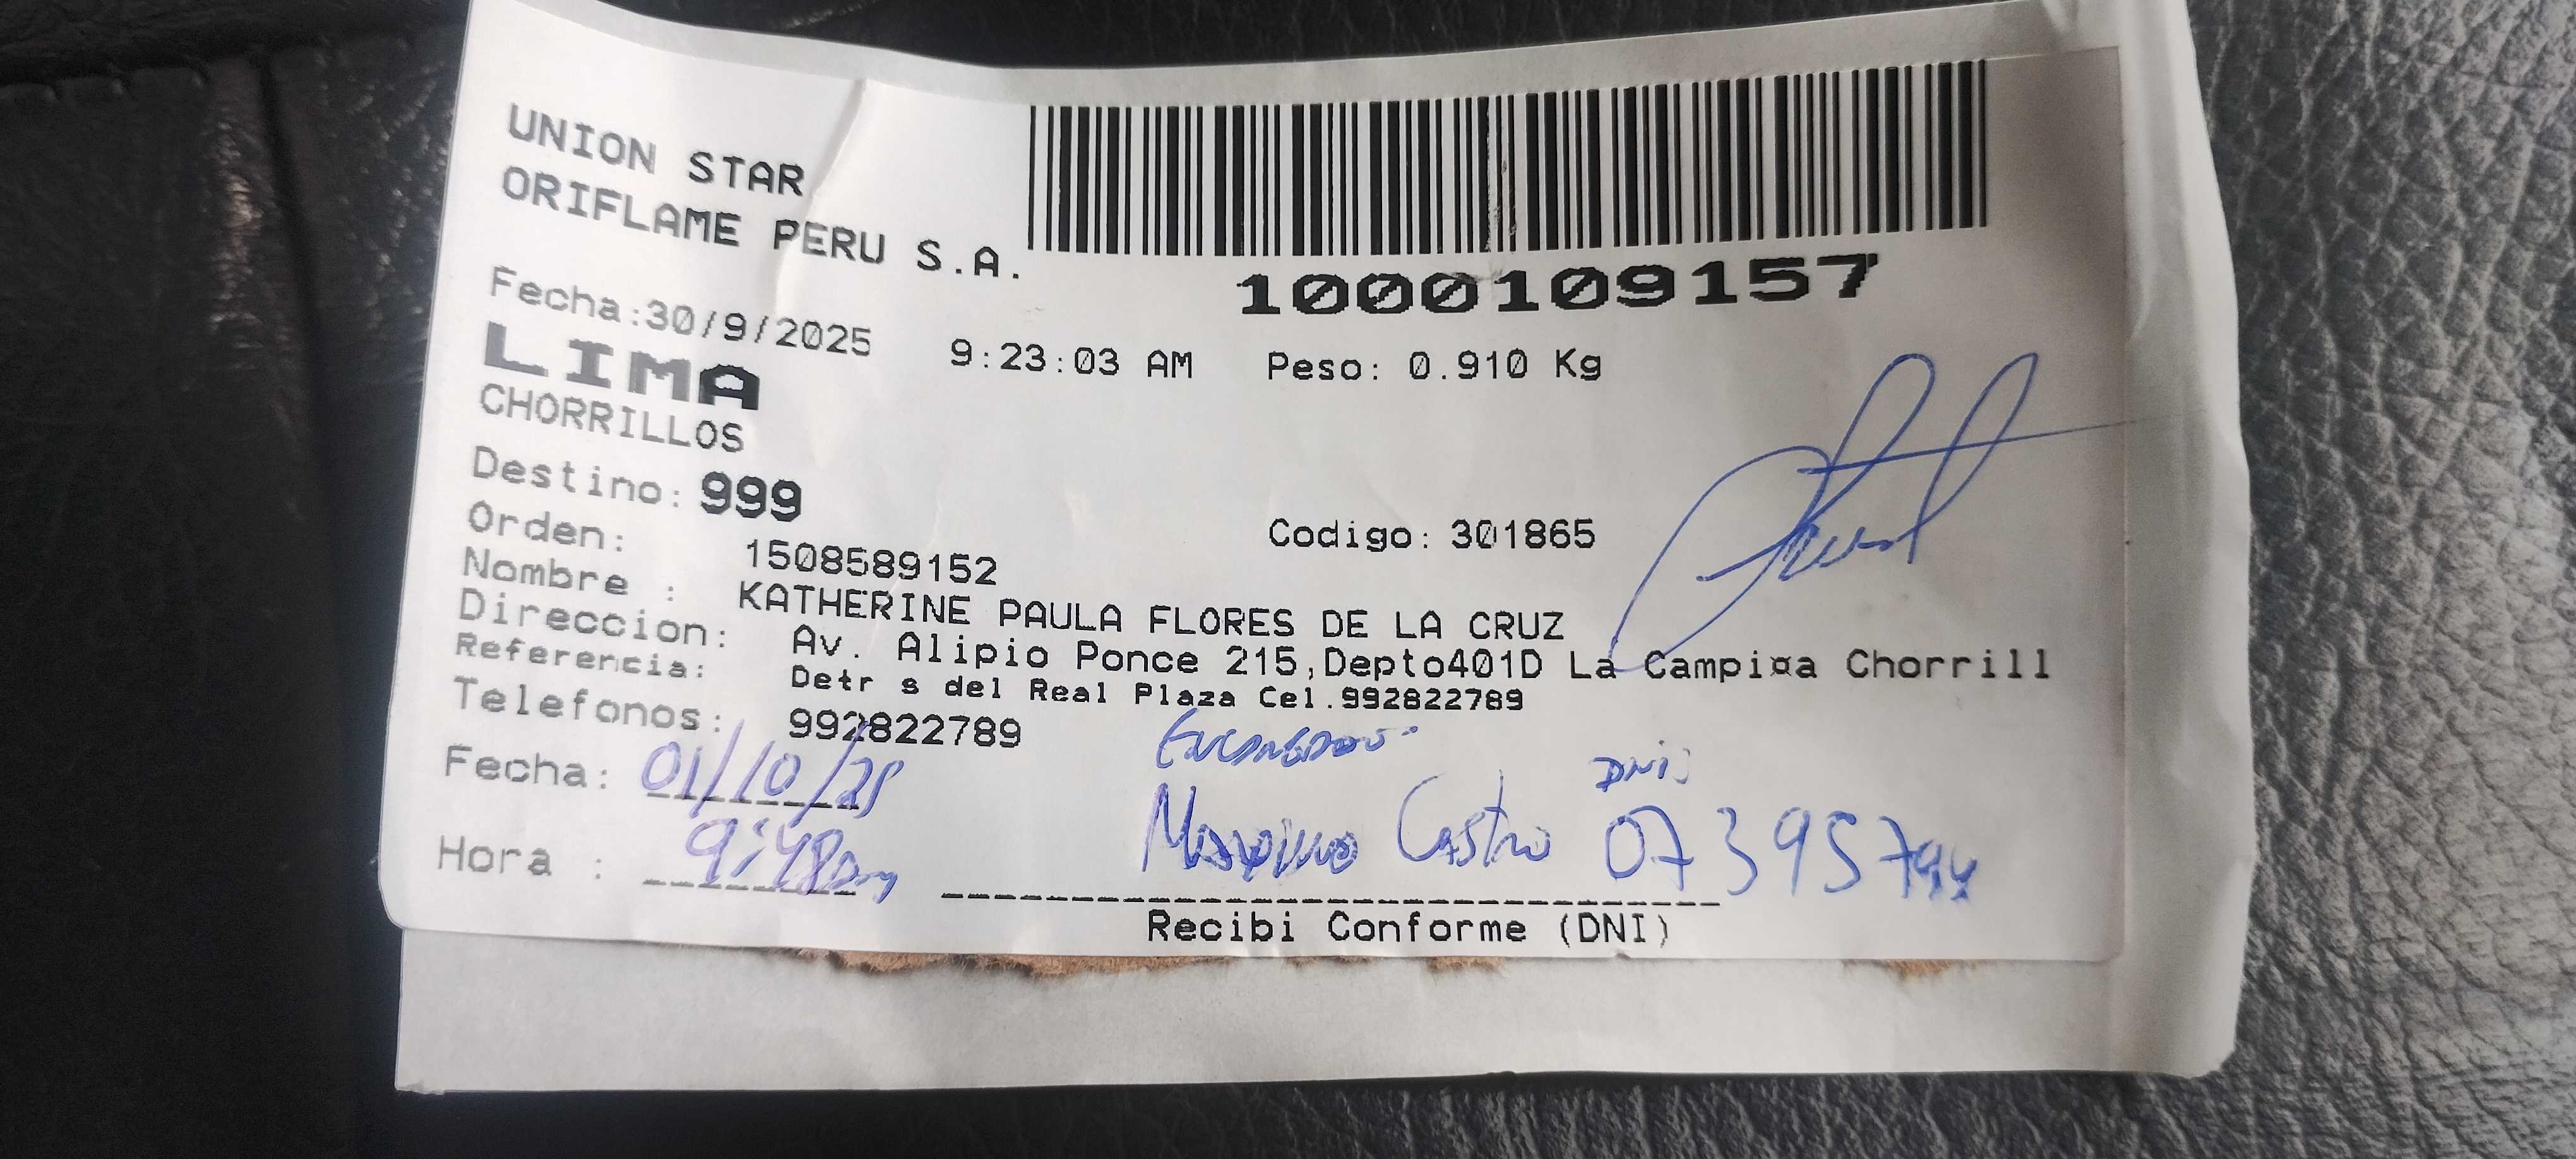 UNION STAR
ORIFLAME PERU S.A.
1000109157
Fecha:30/9/2025 9:23:03 AM Peso: 0.910 Kg
LIMA
CHORRILLOS
Destino: 999
Orden: 1508589152 Codigo: 301865
Nombre : KATHERINE PAULA FLORES DE LA CRUZ
Direccion: Av. Alipio Ponce 215,Depto401D La Campi¤a Chorrill
Referencia: Detr s del Real Plaza Cel.992822789
Telefonos: 992822789
Fecha: 01/10/25
DNI:
Hora : 9:48 Castro
Recibi Conforme (DNI)